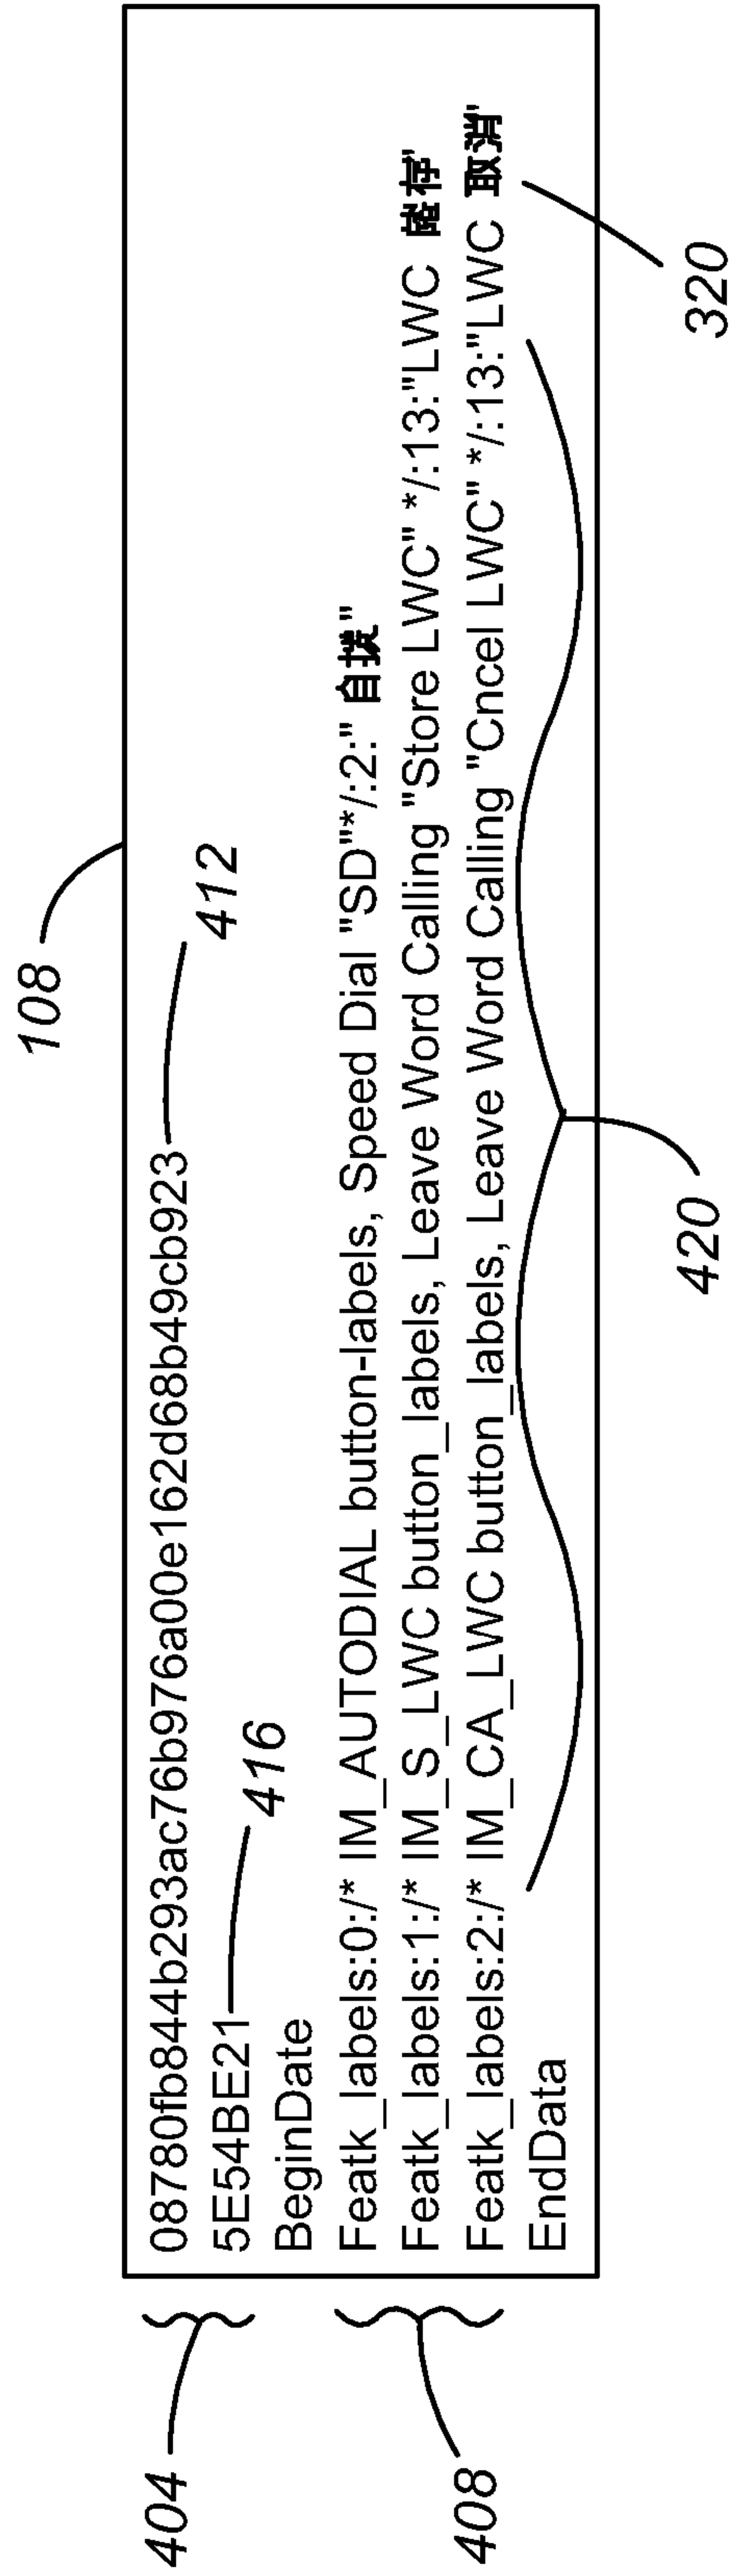 108
404
08780fb844b293ac76b976a00e162d68b49cb923
412
5E54BE21
416
BeginDate
408
Featk_labels:0:/* IM_AUTODIAL button-labels, Speed Dial "SD"*/:2:" 自拨"
Featk_labels:1:/* IM_S_LWC button_labels, Leave Word Calling "Store LWC" */:13:"LWC
Featk_labels:2:/* IM_CA_LWC button_labels, Leave Word Calling "Cncel LWC" */:13:"LWC 取消"
EndData
420
320